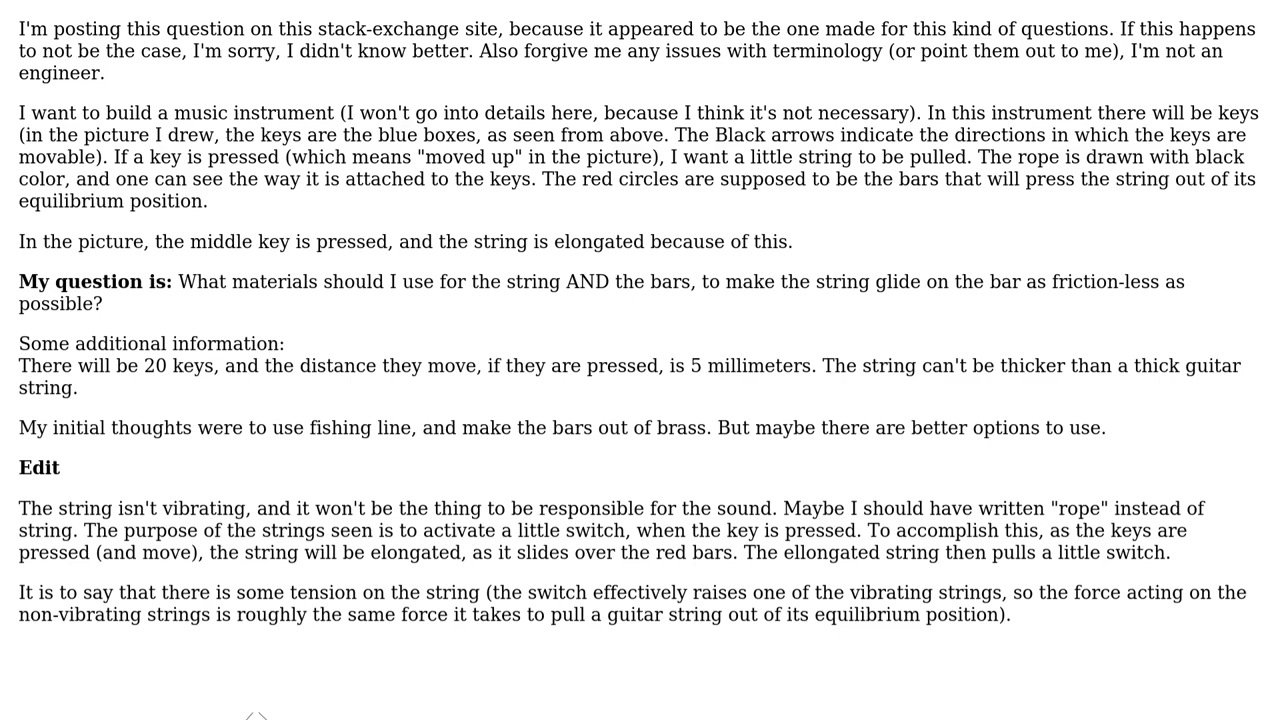 I'm posting this question on this stack-exchange site, because it appeared to be the one made for this kind of questions. If this happens
to not be the case, I'm sorry, I didn't know better. Also forgive me any issues with terminology (or point them out to me), I'm not an
engineer.
I want to build a music instrument (I won't go into details here, because I think it's not necessary). In this instrument there will be keys
(in the picture I drew, the keys are the blue boxes, as seen from above. The Black arrows indicate the directions in which the keys are
movable). If a key is pressed (which means "moved up" in the picture), I want a little string to be pulled. The rope is drawn with black
color, and one can see the way it is attached to the keys. The red circles are supposed to be the bars that will press the string out of its
equilibrium position.
In the picture, the middle key is pressed, and the string is elongated because of this.
My question is: What materials should I use for the string AND the bars, to make the string glide on the bar as friction-less as
possible?
Some additional information:
There will be 20 keys, and the distance they move, if they are pressed, is 5 millimeters. The string can't be thicker than a thick guitar
string.
My initial thoughts were to use fishing line, and make the bars out of brass. But maybe there are better options to use.
Edit
The string isn't vibrating, and it won't be the thing to be responsible for the sound. Maybe I should have written "rope" instead of
string. The purpose of the strings seen is to activate a little switch, when the key is pressed. To accomplish this, as the keys are
pressed (and move), the string will be elongated, as it slides over the red bars. The ellongated string then pulls a little switch.
It is to say that there is some tension on the string (the switch effectively raises one of the vibrating strings, so the force acting on the
non-vibrating strings is roughly the same force it takes to pull a guitar string out of its equilibrium position).